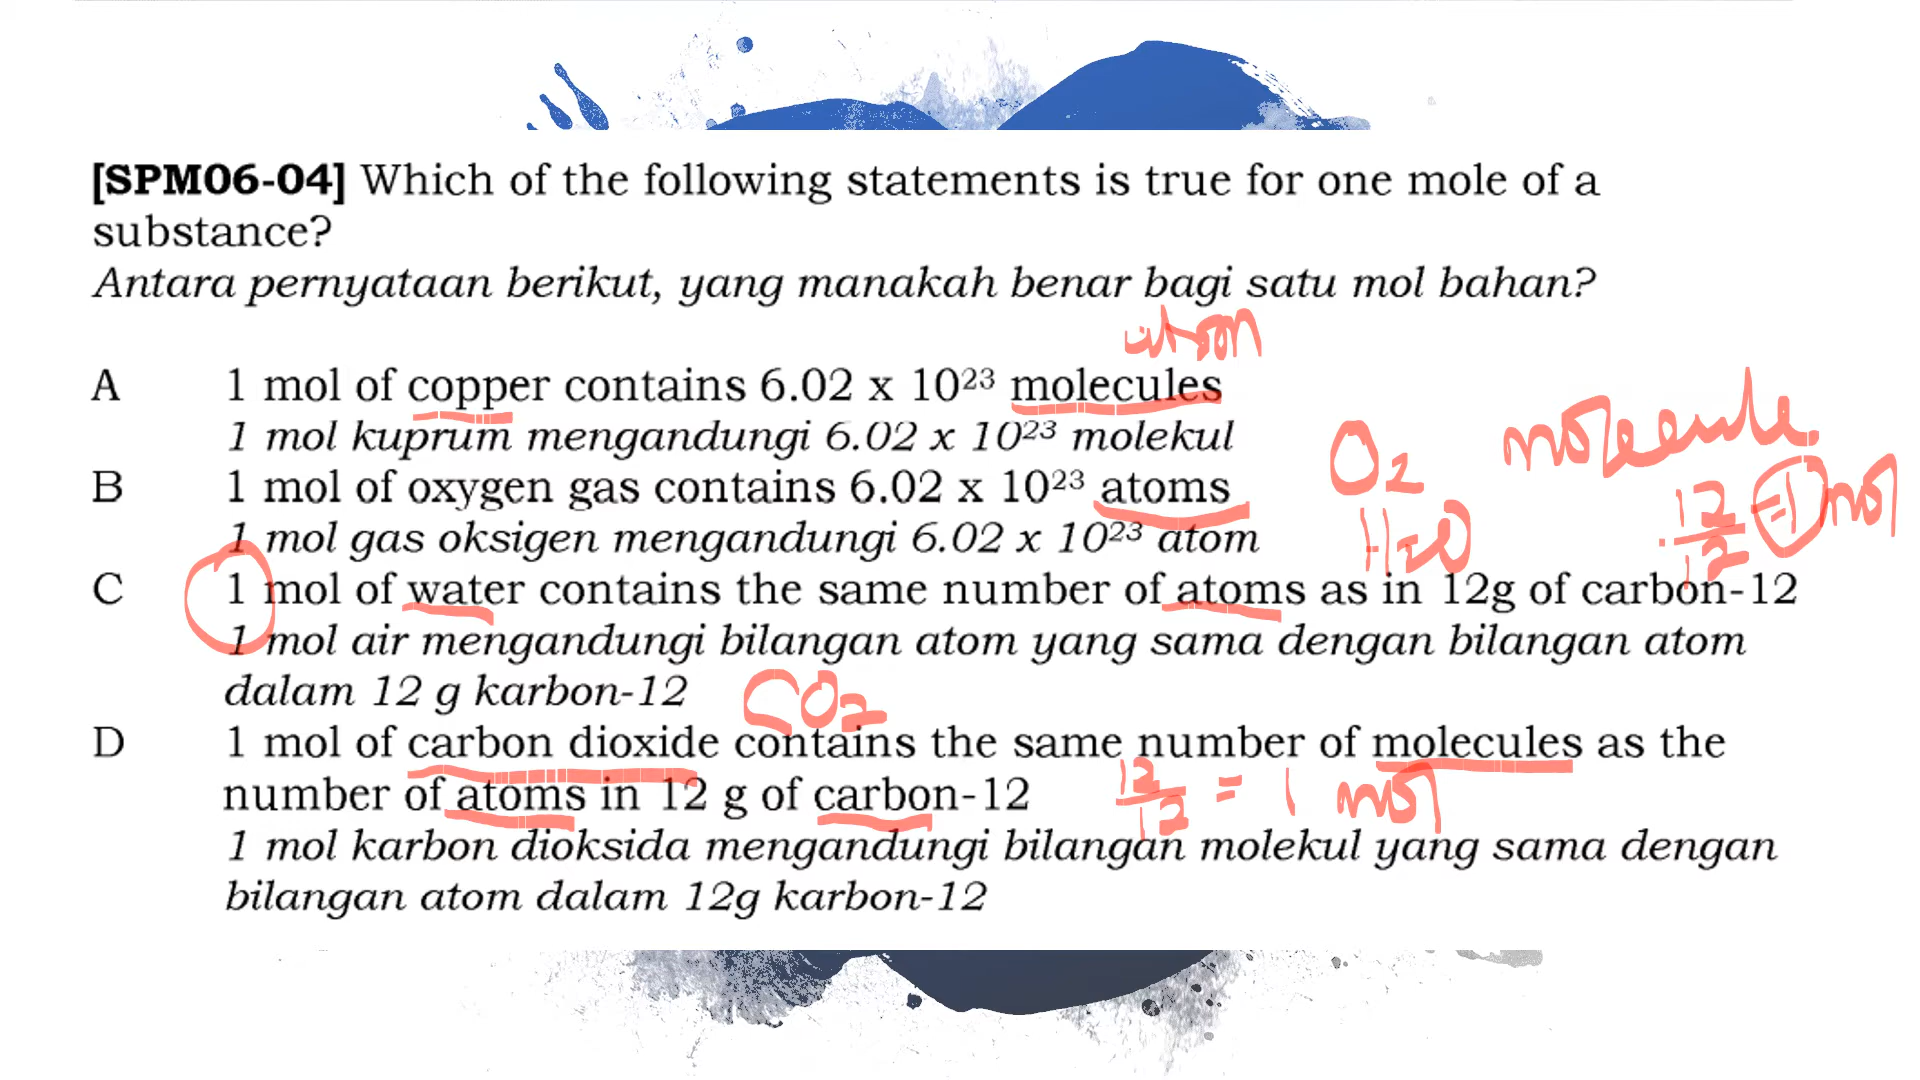 [SPM06-04] Which of the following statements is true for one mole of a
substance?
Antara pernyataan berikut, yang manakah benar bagi satu mol bahan?
atom
A 1 mol of copper contains 6.02 x 10²³ molecules
1 mol kuprum mengandungi 6.02 x 10²³ molekul
O₂ molecule
B 1 mol of oxygen gas contains 6.02 x 10²³ atoms
12/12 = 1 mol
1 mol gas oksigen mengandungi 6.02 x 10²³ atom
C 1 mol of water contains the same number of atoms as in 12g of carbon-12
1 mol air mengandungi bilangan atom yang sama dengan bilangan atom
dalam 12 g karbon-12
CO₂
D 1 mol of carbon dioxide contains the same number of molecules as the
number of atoms in 12 g of carbon-12
12/12 = 1 mol
1 mol karbon dioksida mengandungi bilangan molekul yang sama dengan
bilangan atom dalam 12g karbon-12